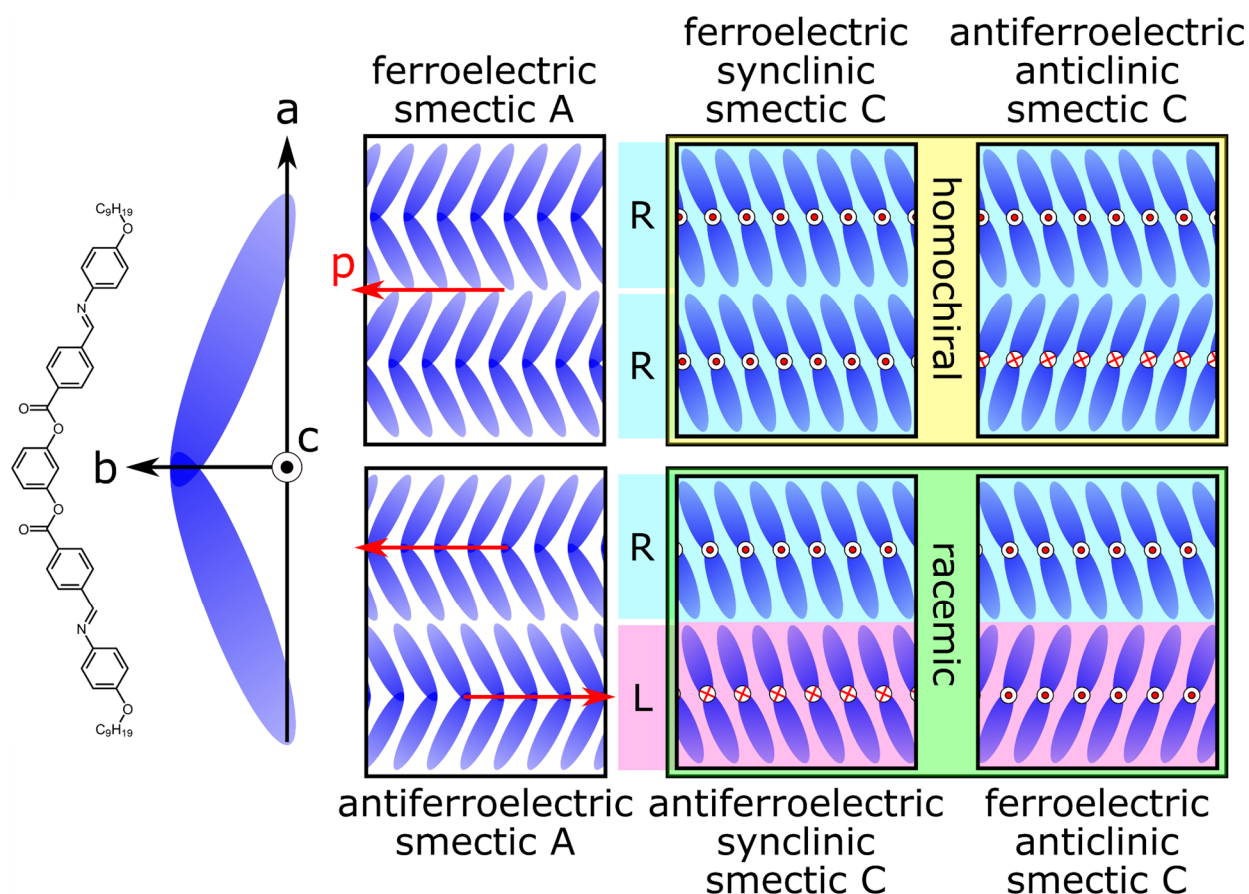 ferroelectric
smectic A
ferroelectric
synclinic
smectic C
antiferroelectric
anticlinic
smectic C
a
b
c
p
C9H19
O
N
O
O
O
O
N
O
C9H19
R
R
homochiral
R
L
racemic
antiferroelectric
smectic A
antiferroelectric
synclinic
smectic C
ferroelectric
anticlinic
smectic C